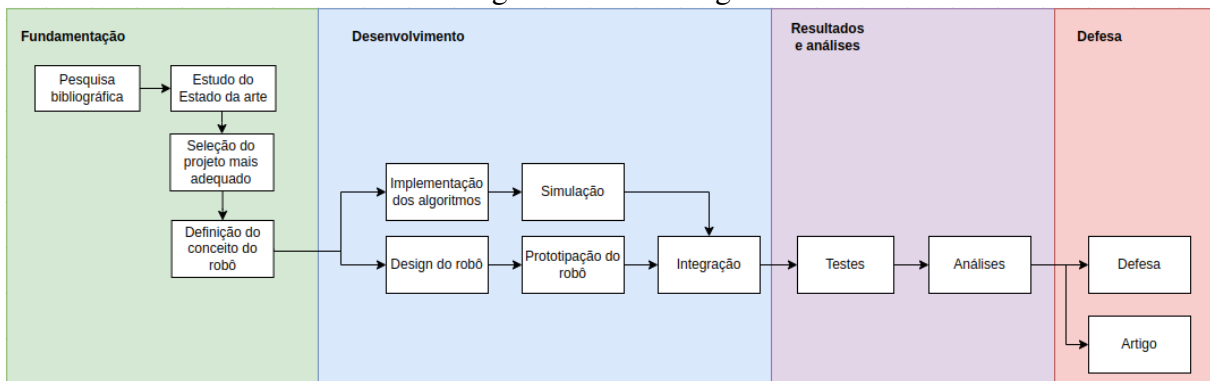 Fundamentação
Pesquisa
bibliográfica
Estudo do
Estado da arte
Seleção do
projeto mais
adequado
Definição do
conceito do
robô
Desenvolvimento
Implementação
dos algoritmos
Simulação
Design do robô
Prototipação do
robô
Integração
Resultados
e análises
Testes
Análises
Defesa
Defesa
Artigo